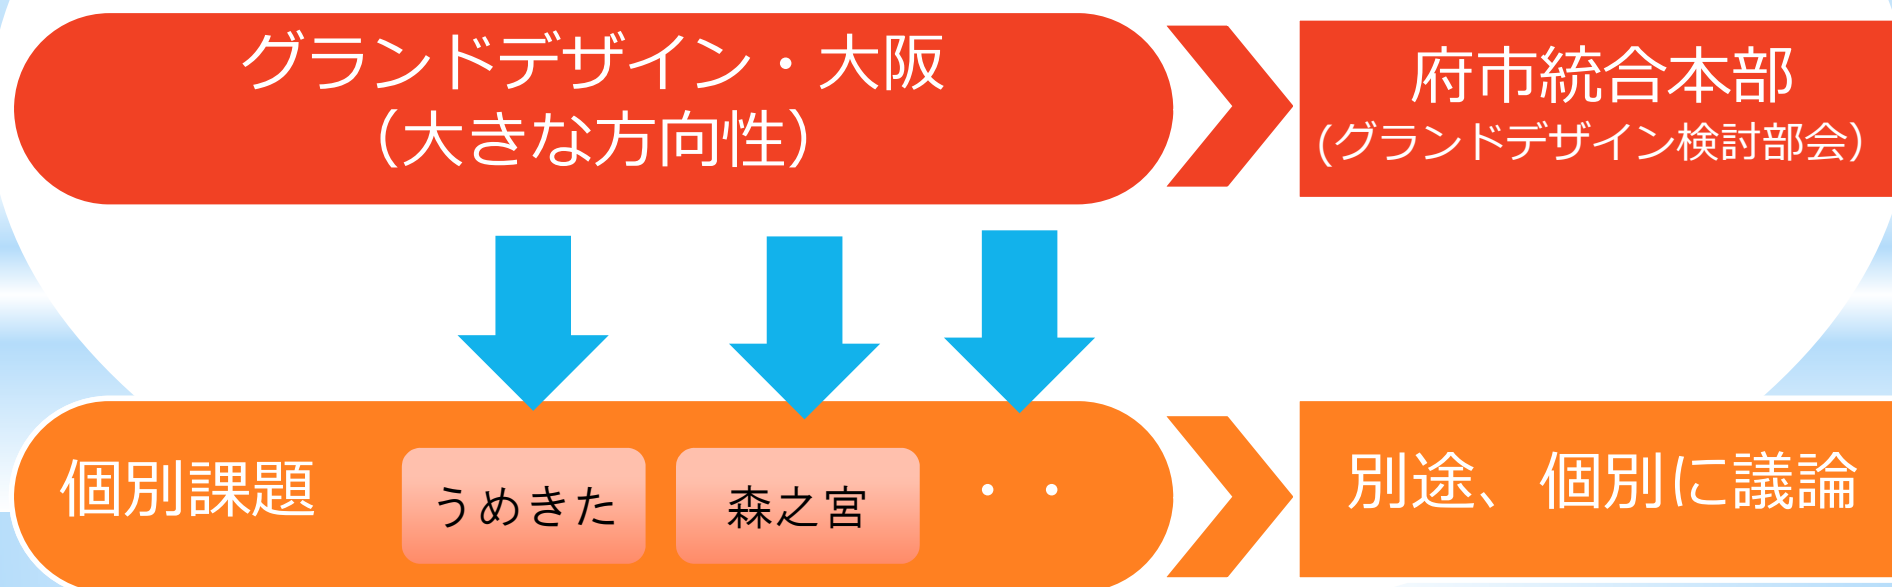 グランドデザイン・大阪
（大きな方向性）
府市統合本部
(グランドデザイン検討部会）
個別課題
うめきた
森之宮
・・
別途、個別に議論